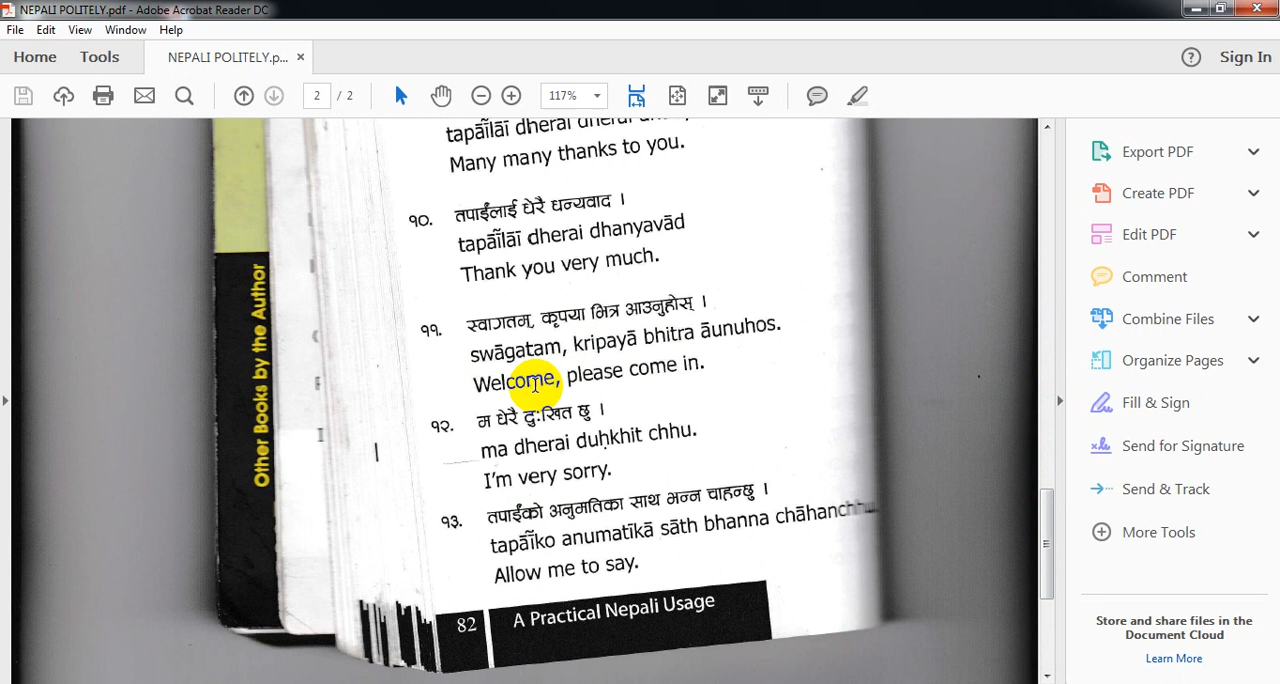 NEPALI POLITELY.pdf - Adobe Acrobat Reader DC
File Edit View Window Help
Home Tools NEPALI POLITELY.p... ×
Sign In
2 / 2 117%
tapāĩlāī dherai dherai
Many many thanks to you.
१०. तपाईंलाई धेरै धन्यवाद ।
tapāĩlāī dherai dhanyavād
Thank you very much.
११. स्वागतम्, कृपया भित्र आउनुहोस् ।
swāgatam, kripayā bhitra āunuhos.
Welcome, please come in.
१२. म धेरै दुःखित छु ।
ma dherai duḥkhit chhu.
I'm very sorry.
१३. तपाईंको अनुमतिका साथ भन्न चाहन्छु ।
tapāĩko anumatīkā sāth bhanna chāhanchhu.
Allow me to say.
82 A Practical Nepali Usage
Other Books by the Author
Export PDF
Create PDF
Edit PDF
Comment
Combine Files
Organize Pages
Fill & Sign
Send for Signature
Send & Track
More Tools
Store and share files in the
Document Cloud
Learn More